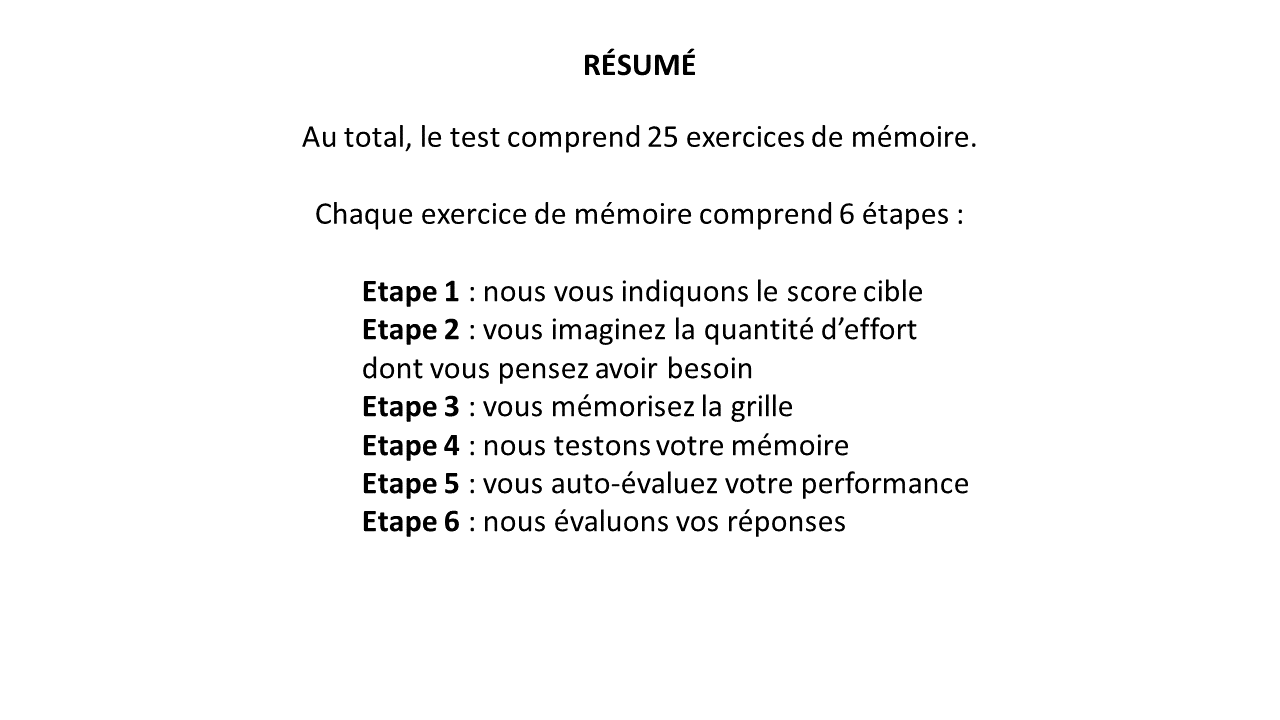 RÉSUMÉ
Au total, le test comprend 25 exercices de mémoire.
Chaque exercice de mémoire comprend 6 étapes :
Etape 1 : nous vous indiquons le score cible
Etape 2 : vous imaginez la quantité d’effort
dont vous pensez avoir besoin
Etape 3 : vous mémorisez la grille
Etape 4 : nous testons votre mémoire
Etape 5 : vous auto-évaluez votre performance
Etape 6 : nous évaluons vos réponses